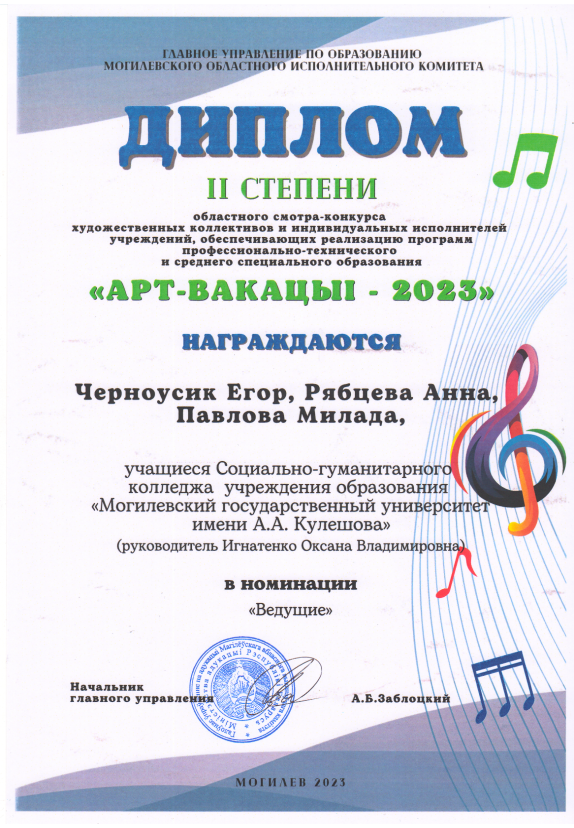 ГЛАВНОЕ УПРАВЛЕНИЕ ПО ОБРАЗОВАНИЮ
МОГИЛЕВСКОГО ОБЛАСТНОГО ИСПОЛНИТЕЛЬНОГО КОМИТЕТА
ДИПЛОМ
II СТЕПЕНИ
областного смотра-конкурса
художественных коллективов и индивидуальных исполнителей
учреждений, обеспечивающих реализацию программ
профессионально-технического
и среднего специального образования
«АРТ-ВАКАЦЫІ - 2023»
НАГРАЖДАЮТСЯ
Черноусик Егор, Рябцева Анна,
Павлова Милада,
учащиеся Социально-гуманитарного
колледжа учреждения образования
«Могилевский государственный университет
имени А.А. Кулешова»
(руководитель Игнатенко Оксана Владимировна)
в номинации
«Ведущие»
Начальник
главного управления
А.Б.Заблоцкий
МОГИЛЕВ 2023